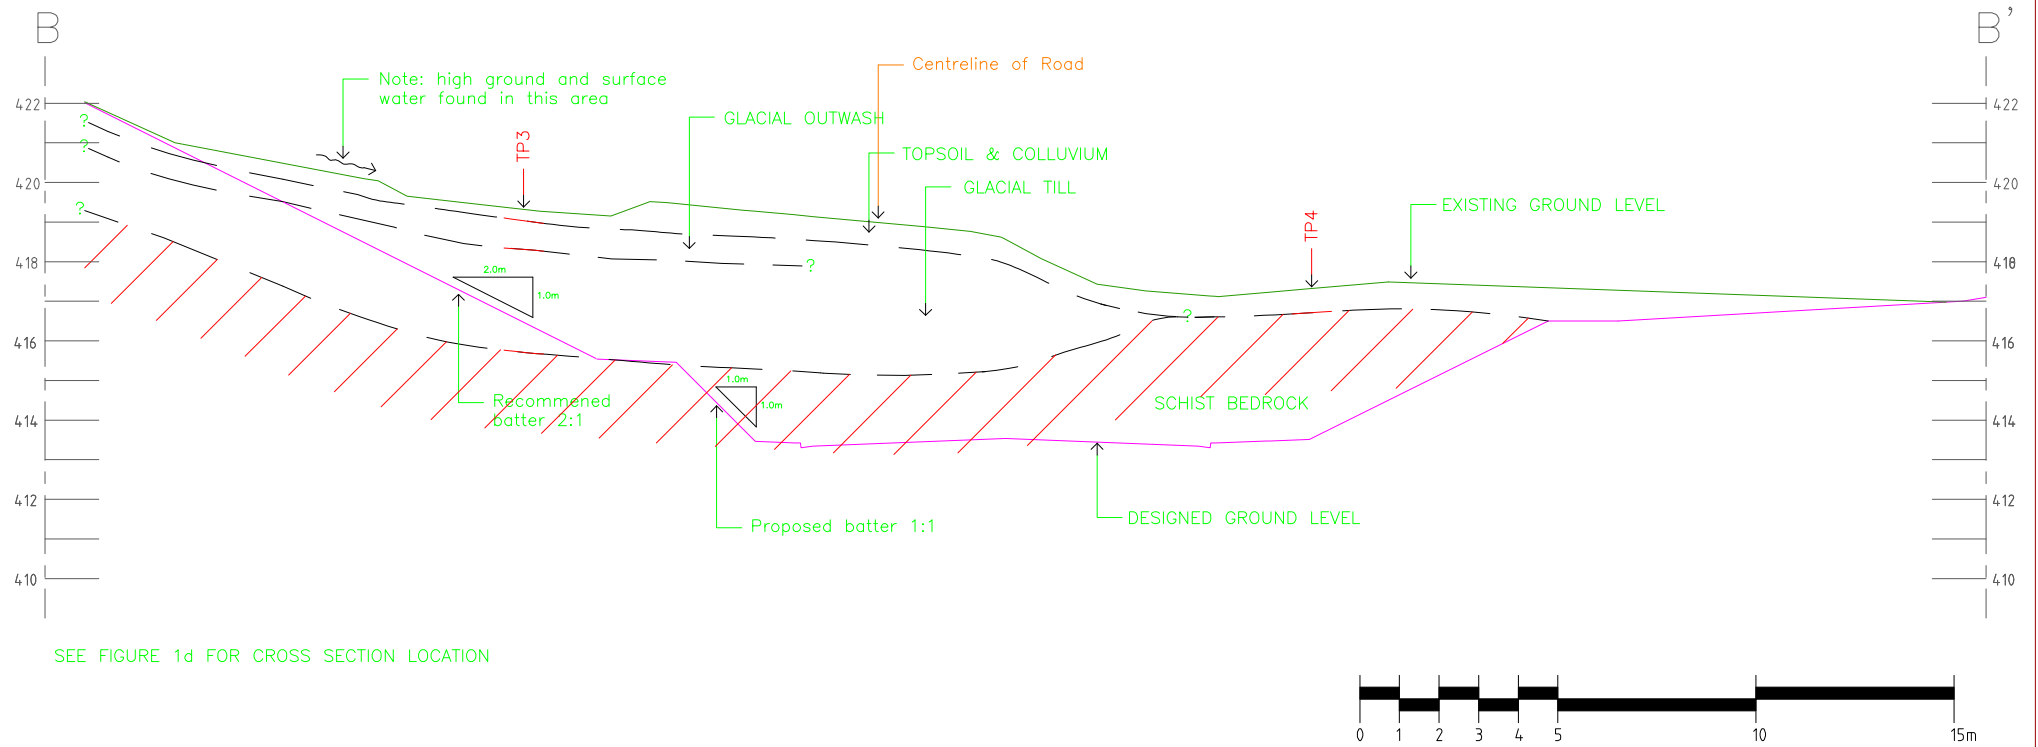 B
B'
Note: high ground and surface
water found in this area
Centreline of Road
GLACIAL OUTWASH
TP3
TOPSOIL & COLLUVIUM
GLACIAL TILL
EXISTING GROUND LEVEL
TP4
422
420
418
416
414
412
410
422
420
418
416
414
412
410
?
?
?
?
?
2.0m
1.0m
1.0m
1.0m
Recommened
batter 2:1
SCHIST BEDROCK
Proposed batter 1:1
DESIGNED GROUND LEVEL
SEE FIGURE 1d FOR CROSS SECTION LOCATION
0 1 2 3 4 5 10 15m